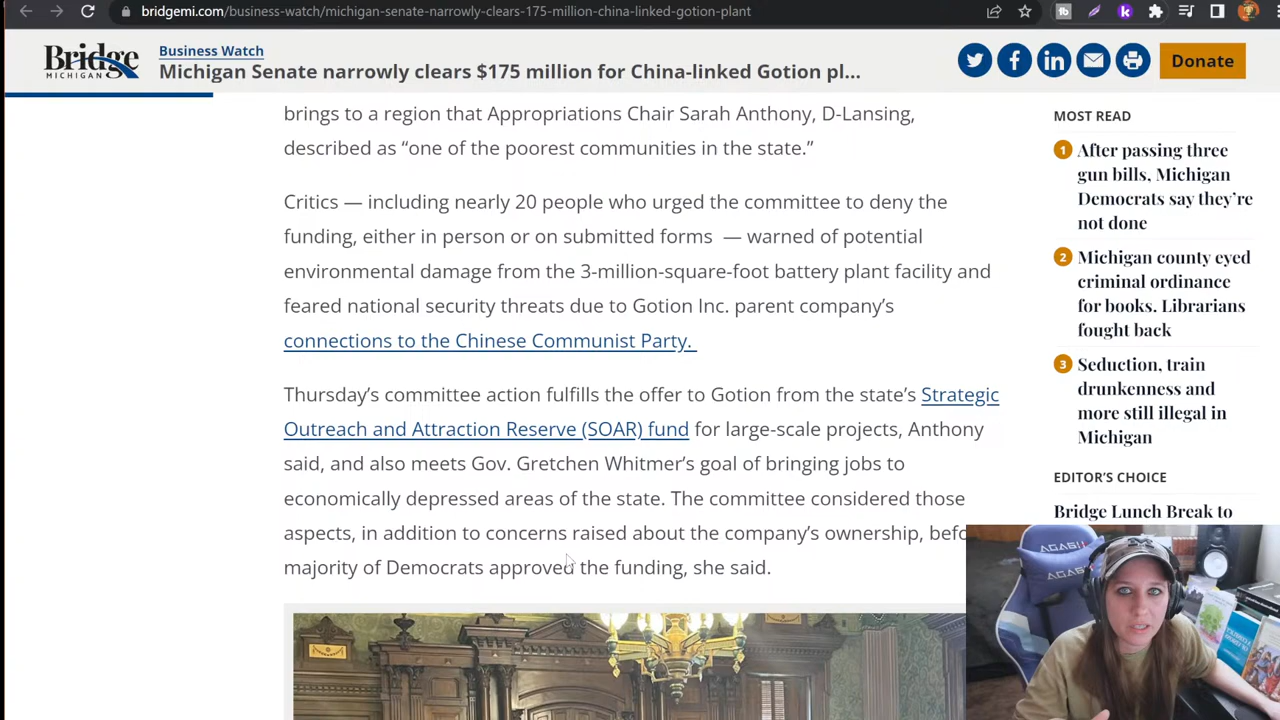 bridgemi.com/business-watch/michigan-senate-narrowly-clears-175-million-china-linked-gotion-plant
Bridge
MICHIGAN
Business Watch
Michigan Senate narrowly clears $175 million for China-linked Gotion pl...
Donate
brings to a region that Appropriations Chair Sarah Anthony, D-Lansing,
described as “one of the poorest communities in the state.”
Critics — including nearly 20 people who urged the committee to deny the
funding, either in person or on submitted forms — warned of potential
environmental damage from the 3-million-square-foot battery plant facility and
feared national security threats due to Gotion Inc. parent company’s
connections to the Chinese Communist Party.
Thursday’s committee action fulfills the offer to Gotion from the state’s Strategic
Outreach and Attraction Reserve (SOAR) fund for large-scale projects, Anthony
said, and also meets Gov. Gretchen Whitmer’s goal of bringing jobs to
economically depressed areas of the state. The committee considered those
aspects, in addition to concerns raised about the company’s ownership, befo
majority of Democrats approved the funding, she said.
MOST READ
1 After passing three
gun bills, Michigan
Democrats say they’re
not done
2 Michigan county eyed
criminal ordinance
for books. Librarians
fought back
3 Seduction, train
drunkenness and
more still illegal in
Michigan
EDITOR’S CHOICE
Bridge Lunch Break to